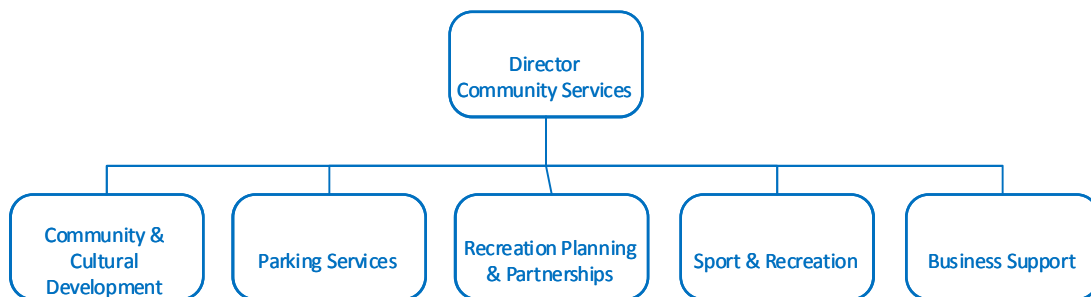 Director
Community Services
Community &
Cultural
Development
Parking Services
Recreation Planning
& Partnerships
Sport & Recreation
Business Support